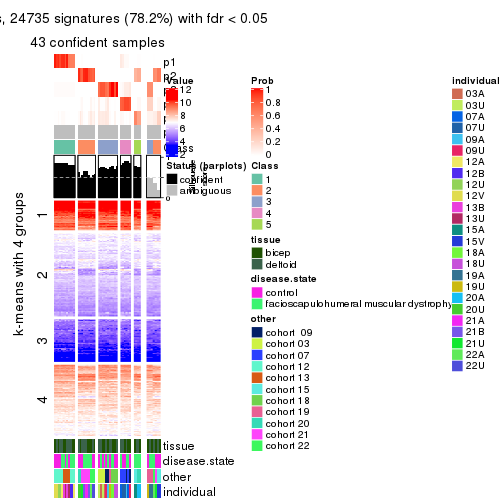 s, 24735 signatures (78.2%) with fdr < 0.05
43 confident samples
p1
p2
k-means with 4 groups
1
2
3
4
tissue
disease.state
other
individual
Value
12
10
8
6
4
2
Status (barplots)
confident
ambiguous
Prob
1
0.8
0.6
0.4
0.2
0
Class
1
2
3
4
5
tissue
bicep
deltoid
disease.state
control
facioscapulohumeral muscular dystrophy
other
cohort 09
cohort 03
cohort 07
cohort 12
cohort 13
cohort 15
cohort 18
cohort 19
cohort 20
cohort 21
cohort 22
individual
03A
03U
07A
07U
09A
09U
12A
12B
12U
12V
13B
13U
15A
15V
18A
18U
19A
19U
20A
20U
21A
21B
21U
22A
22U